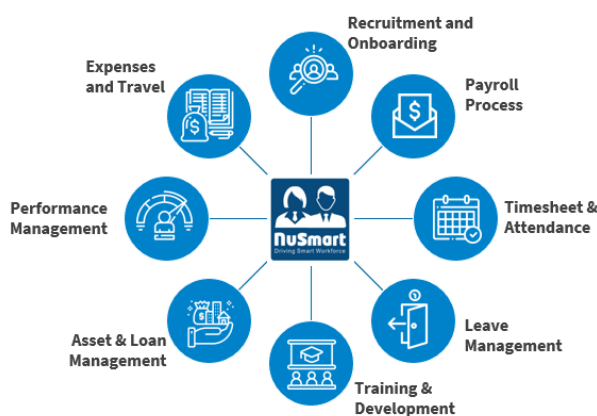 Recruitment and
Onboarding
Expenses
and Travel
Payroll
Process
Performance
Management
Timesheet &
Attendance
NuSmart
Driving Smart Workforce
Asset & Loan
Management
Leave
Management
Training &
Development